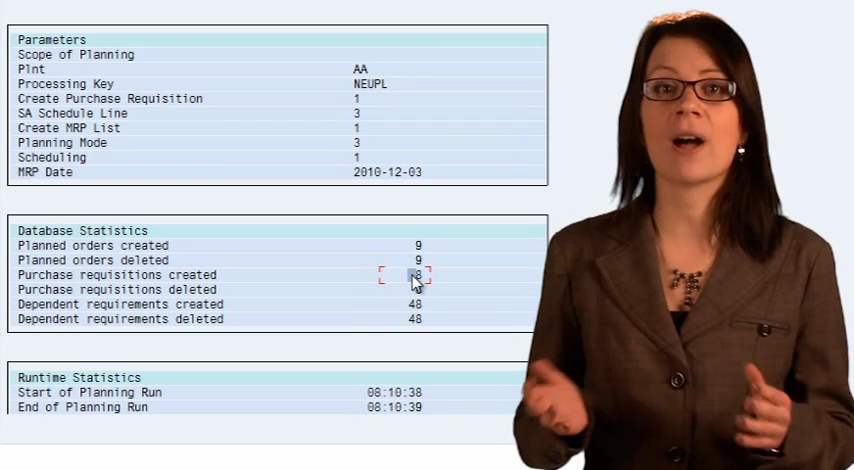 Parameters
Scope of Planning
Plnt AA
Processing Key NEUPL
Create Purchase Requisition 1
SA Schedule Line 3
Create MRP List 1
Planning Mode 3
Scheduling 1
MRP Date 2010-12-03
Database Statistics
Planned orders created 9
Planned orders deleted 9
Purchase requisitions created
Purchase requisitions deleted
Dependent requirements created 48
Dependent requirements deleted 48
Runtime Statistics
Start of Planning Run 08:10:38
End of Planning Run 08:10:39